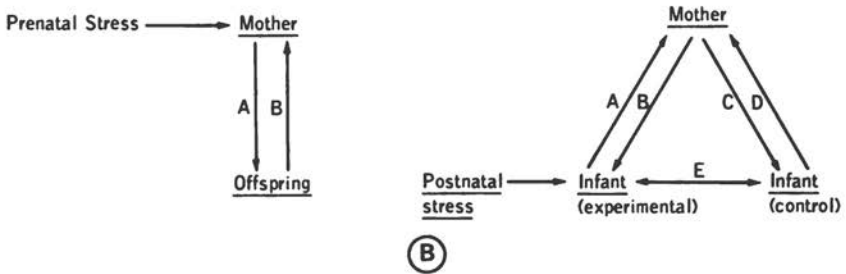 Prenatal Stress
Mother
A
B
Offspring
Mother
A
B
C
D
E
Postnatal
stress
Infant
(experimental)
Infant
(control)
B